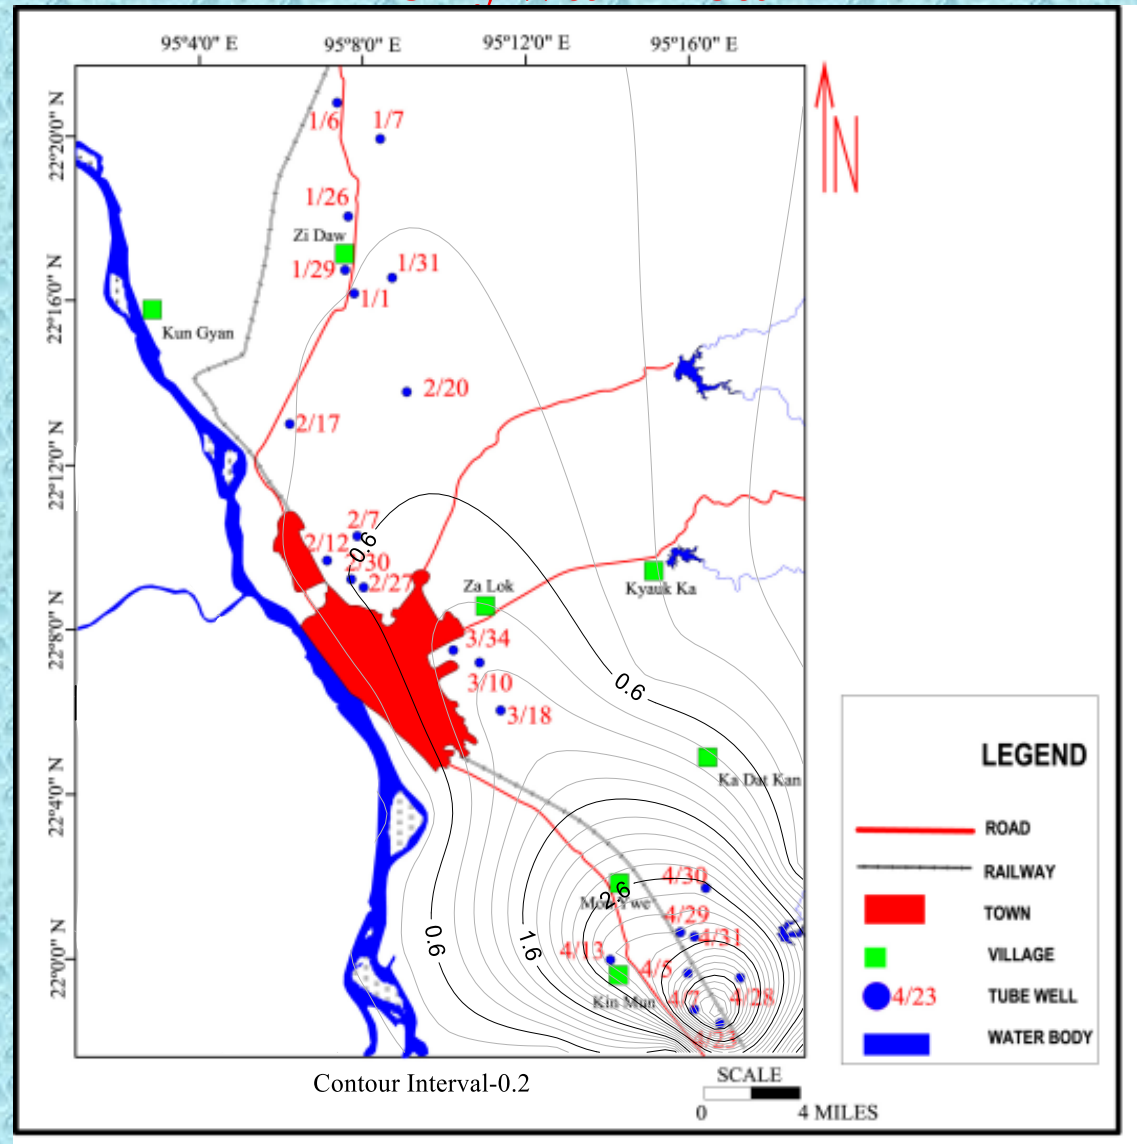 95°4'0" E
95°8'0" E
95°12'0" E
95°16'0" E
22°20'0" N
22°16'0" N
22°12'0" N
22°8'0" N
22°4'0" N
22°0'0" N
N
1/6
1/7
1/26
Zi Daw
1/29
1/31
1/1
Kun Gyan
2/20
2/17
2/7
0.6
2/12
2/30
2/27
Za Lok
Kyauk Ka
3/34
3/10
0.6
3/18
Ka Dat Kan
4/30
2.6
4/29
4/31
0.6
1.6
4/13
4/5
Kin Mun
4/7
4/28
4/23
LEGEND
ROAD
RAILWAY
TOWN
VILLAGE
4/23
TUBE WELL
WATER BODY
Contour Interval-0.2
SCALE
0
4 MILES